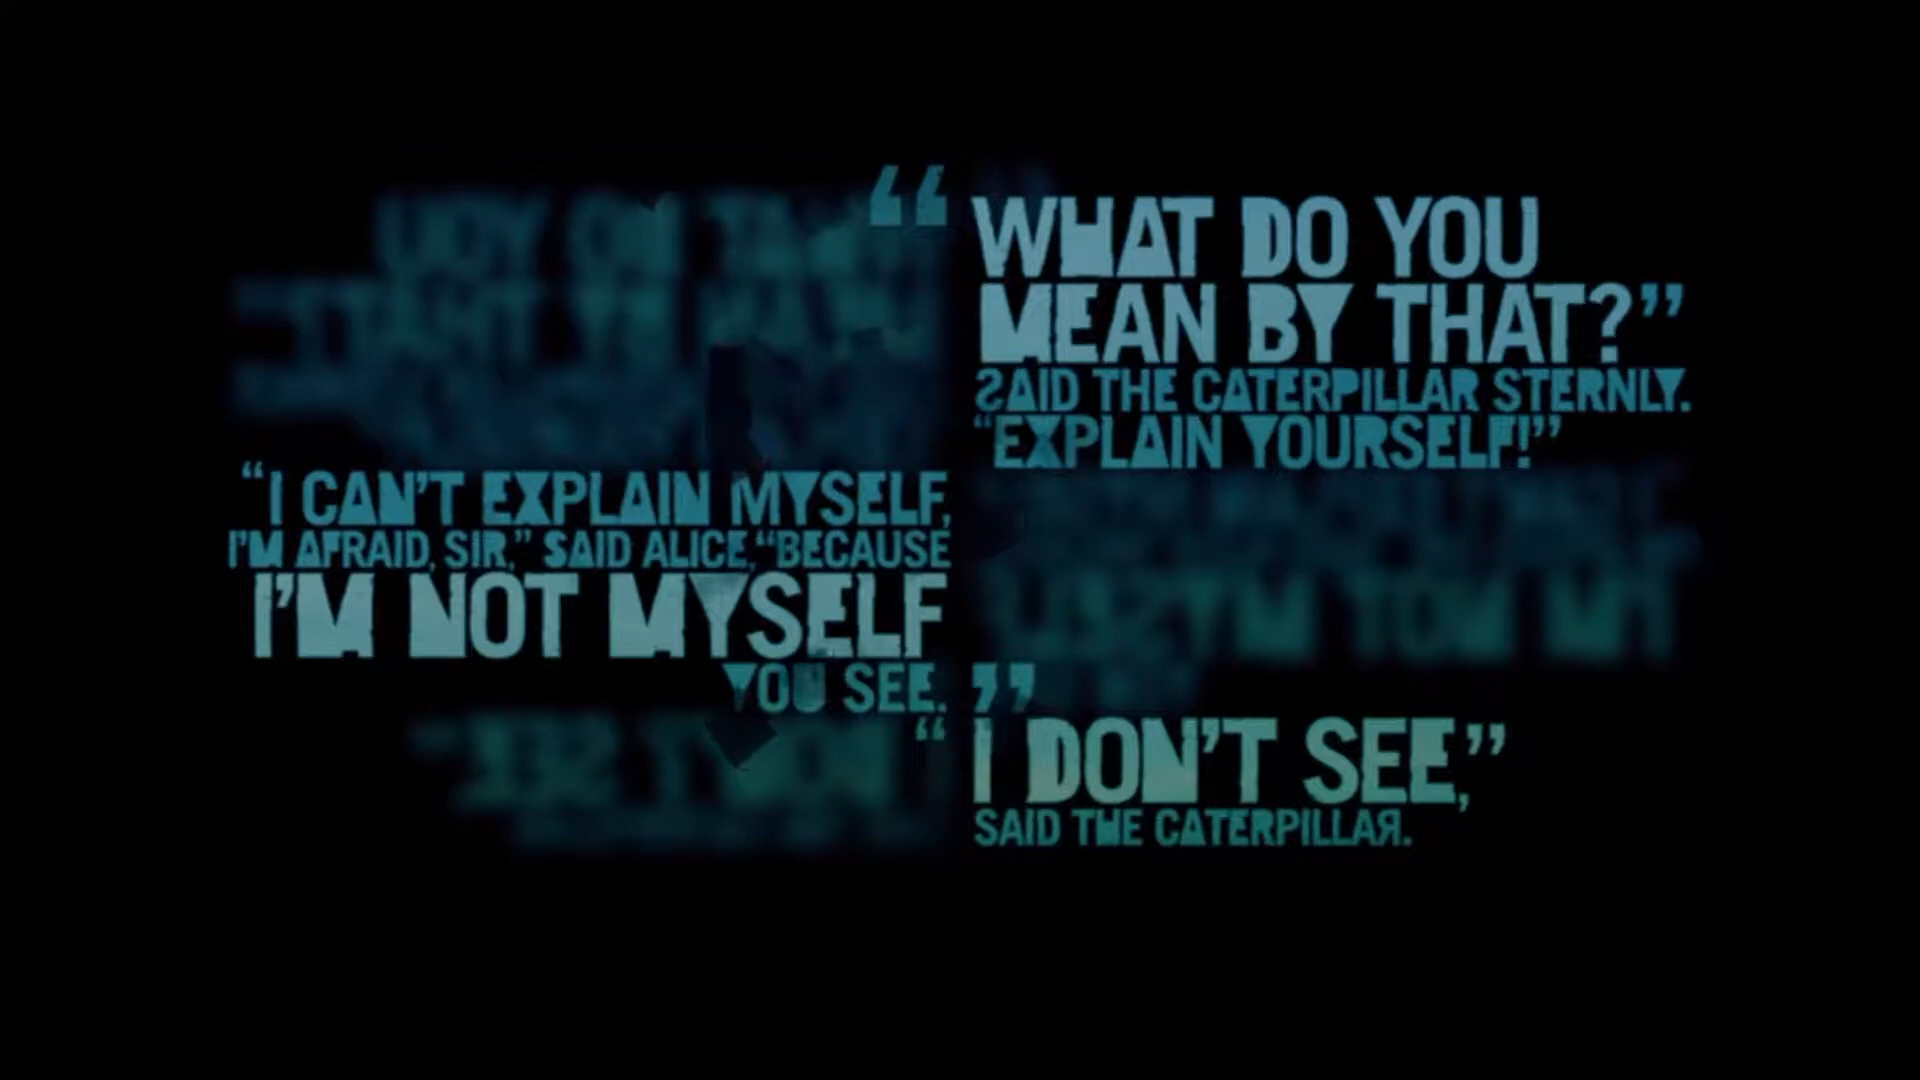 “WHAT DO YOU
MEAN BY THAT?”
SAID THE CATERPILLAR STERNLY.
“EXPLAIN YOURSELF!”
“I CAN’T EXPLAIN MYSELF,
I’M AFRAID, SIR,” SAID ALICE, “BECAUSE
I’M NOT MYSELF
YOU SEE.”
“I DON’T SEE,”
SAID THE CATERPILLAR.